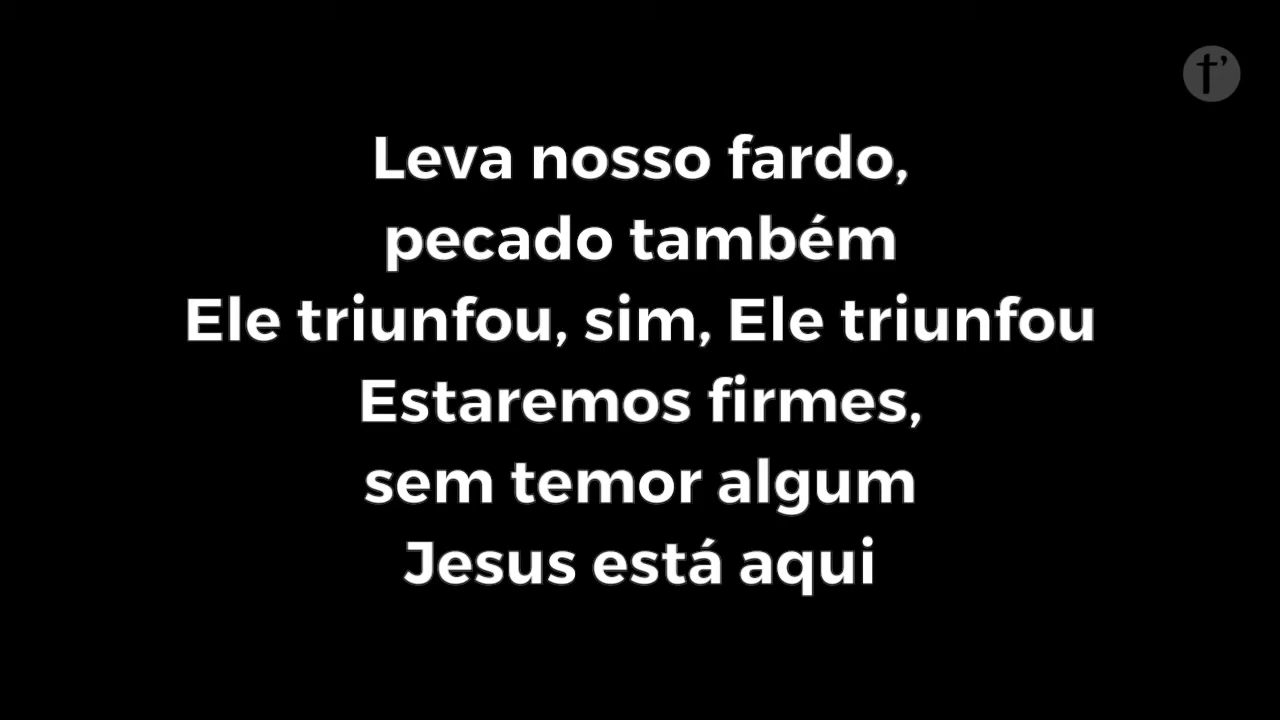 Leva nosso fardo,
pecado também
Ele triunfou, sim, Ele triunfou
Estaremos firmes,
sem temor algum
Jesus está aqui